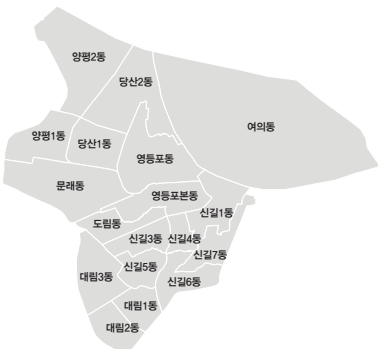 양평2동
당산2동
여의동
양평1동
당산1동
영등포동
문래동
영등포본동
신길1동
도림동
신길3동
신길4동
신길7동
대림3동
신길5동
신길6동
대림1동
대림2동